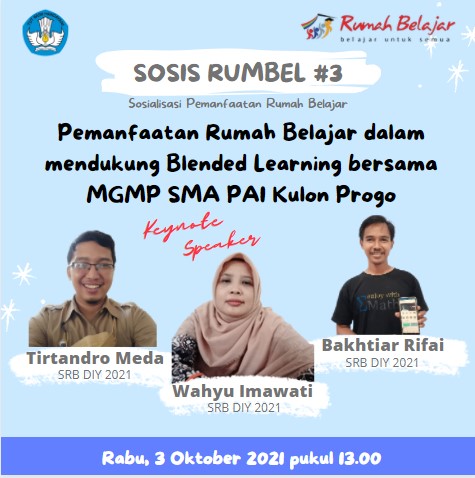 Rumah Belajar
belajar untuk semua
SOSIS RUMBEL #3
Sosialisasi Pemanfaatan Rumah Belajar
Pemanfaatan Rumah Belajar dalam
mendukung Blended Learning bersama
MGMP SMA PAI Kulon Progo
Keynote
Speaker
Tirtandro Meda
SRB DIY 2021
Wahyu Imawati
SRB DIY 2021
Bakhtiar Rifai
SRB DIY 2021
Rabu, 3 Oktober 2021 pukul 13.00